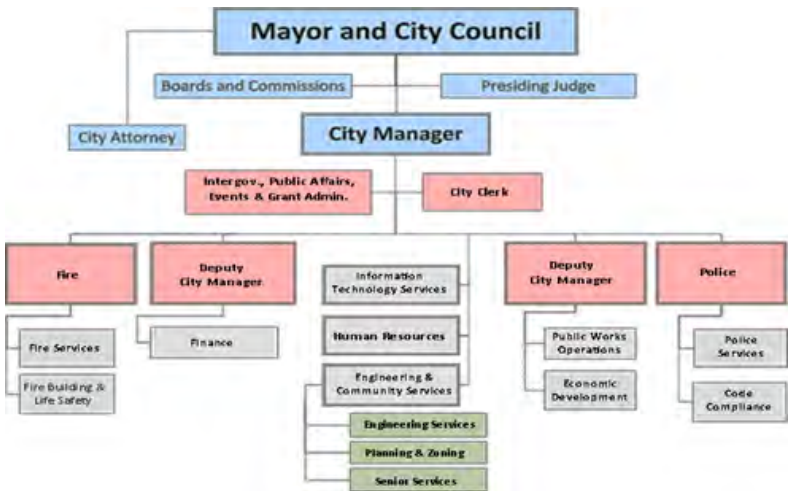 Mayor and City Council
Boards and Commissions
Presiding Judge
City Attorney
City Manager
Intergov., Public Affairs,
Events & Grant Admin.
City Clerk
Fire
Deputy
City Manager
Information
Technology Services
Deputy
City Manager
Police
Fire Services
Finance
Human Resources
Public Works
Operations
Police
Services
Fire Building &
Life Safety
Engineering &
Community Services
Economic
Development
Code
Compliance
Engineering Services
Planning & Zoning
Senior Services